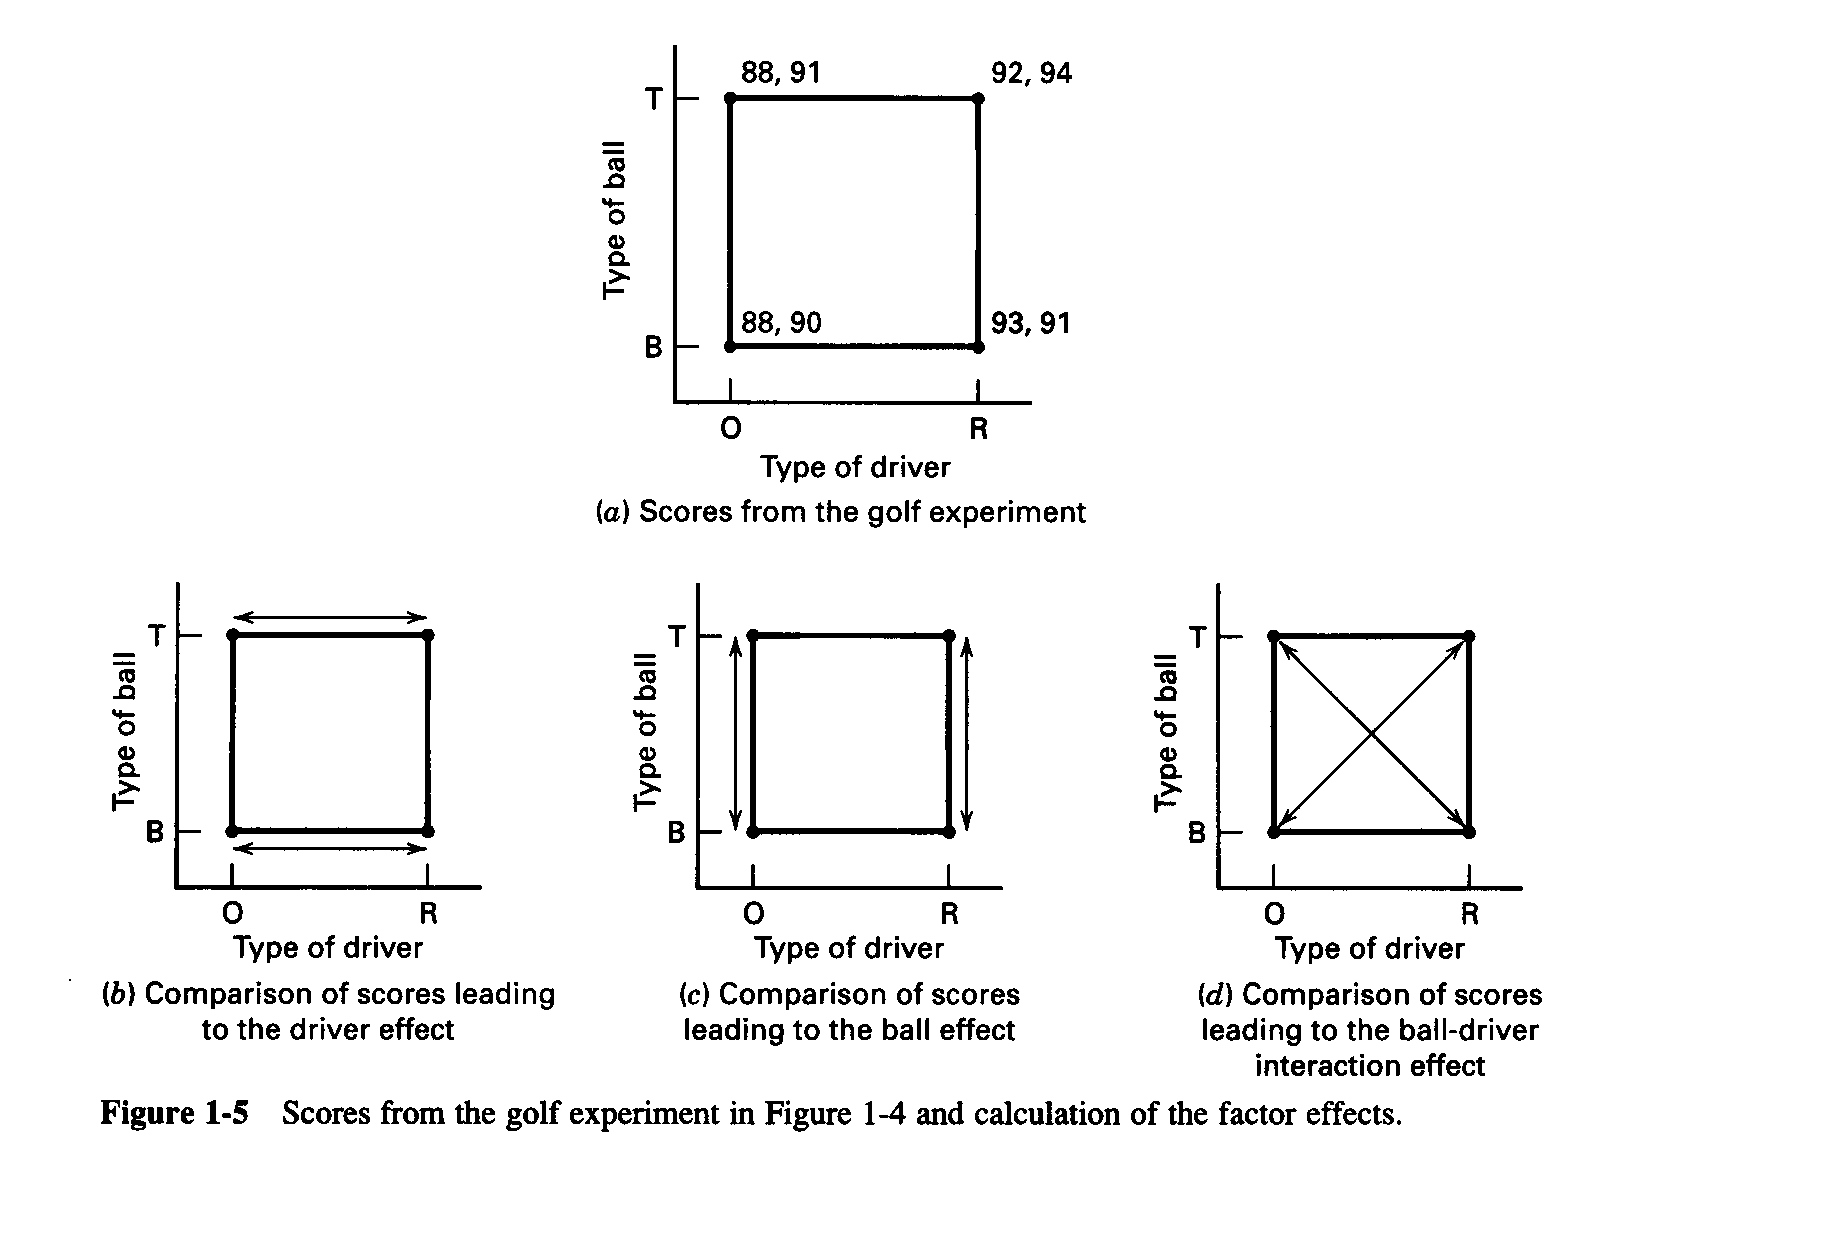 88, 91
92, 94
T
Type of ball
88, 90
93, 91
B
O
R
Type of driver
(a) Scores from the golf experiment
T
Type of ball
B
O
R
Type of driver
(b) Comparison of scores leading
to the driver effect
T
Type of ball
B
O
R
Type of driver
(c) Comparison of scores
leading to the ball effect
T
Type of ball
B
O
R
Type of driver
(d) Comparison of scores
leading to the ball-driver
interaction effect
Figure 1-5 Scores from the golf experiment in Figure 1-4 and calculation of the factor effects.